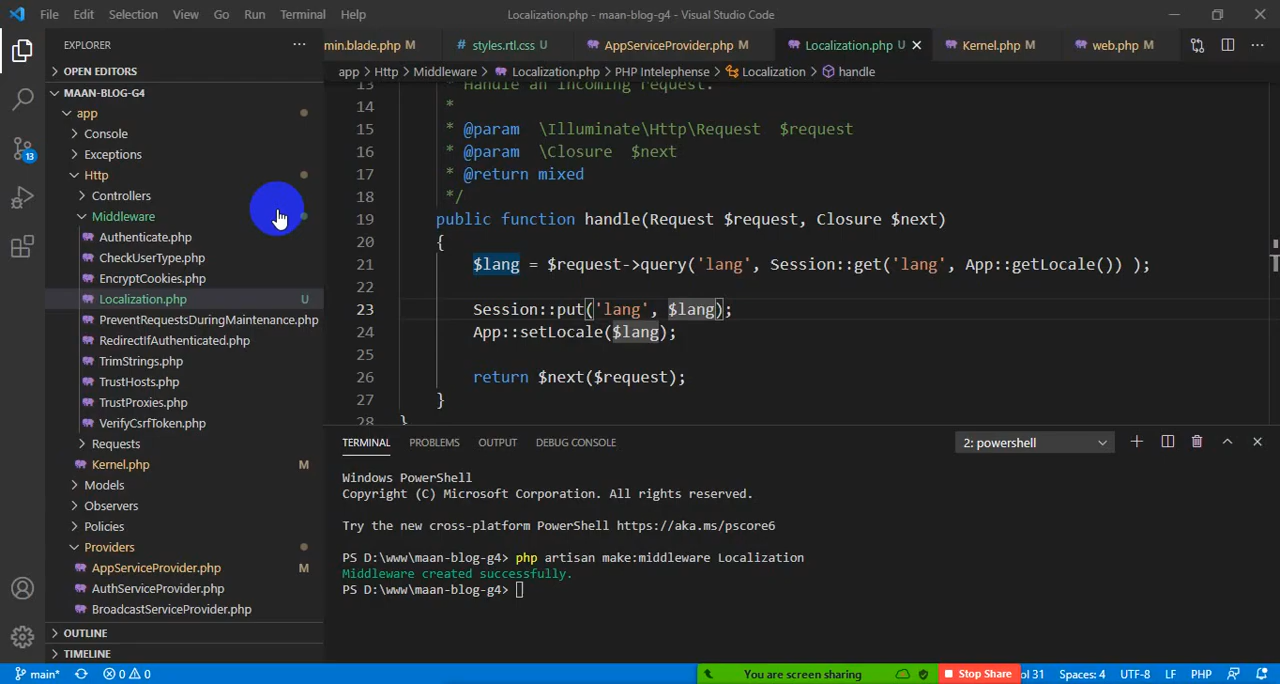 File Edit Selection View Go Run Terminal Help Localization.php - maan-blog-g4 - Visual Studio Code
EXPLORER
min.blade.php M styles.rtl.css U AppServiceProvider.php M Localization.php U Kernel.php M web.php M
OPEN EDITORS
app > Http > Middleware > Localization.php > PHP Intelephense > Localization > handle
MAAN-BLOG-G4
app
Console
Exceptions
Http
Controllers
Middleware
Authenticate.php
CheckUserType.php
EncryptCookies.php
Localization.php U
PreventRequestsDuringMaintenance.php
RedirectIfAuthenticated.php
TrimStrings.php
TrustHosts.php
TrustProxies.php
VerifyCsrfToken.php
Requests
Kernel.php M
Models
Observers
Policies
Providers
AppServiceProvider.php M
AuthServiceProvider.php
BroadcastServiceProvider.php
OUTLINE
TIMELINE
13 * Handle an incoming request.
14 *
15 * @param \Illuminate\Http\Request $request
16 * @param \Closure $next
17 * @return mixed
18 */
19 public function handle(Request $request, Closure $next)
20 {
21 $lang = $request->query('lang', Session::get('lang', App::getLocale()) );
22
23 Session::put('lang', $lang);
24 App::setLocale($lang);
25
26 return $next($request);
27 }
28 }
TERMINAL PROBLEMS OUTPUT DEBUG CONSOLE 2: powershell
Windows PowerShell
Copyright (C) Microsoft Corporation. All rights reserved.
Try the new cross-platform PowerShell https://aka.ms/pscore6
PS D:\www\maan-blog-g4> php artisan make:middleware Localization
Middleware created successfully.
PS D:\www\maan-blog-g4>
13
main* 0 0 You are screen sharing Stop Share ol 31 Spaces: 4 UTF-8 LF PHP